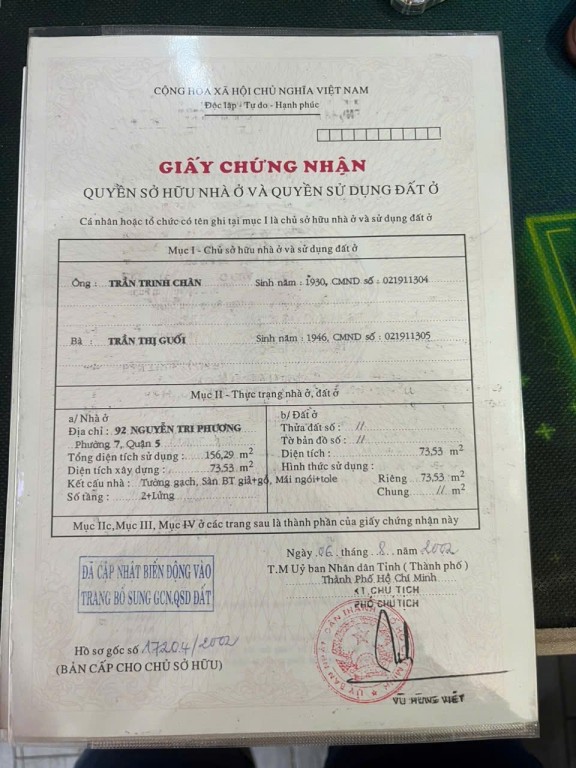 CỘNG HÒA XÃ HỘI CHỦ NGHĨA VIỆT NAM
Độc lập - Tự do - Hạnh phúc
GIẤY CHỨNG NHẬN
QUYỀN SỞ HỮU NHÀ Ở VÀ QUYỀN SỬ DỤNG ĐẤT Ở
Cá nhân hoặc tổ chức có tên ghi tại mục I là chủ sở hữu nhà ở và sử dụng đất ở
Mục I - Chủ sở hữu nhà ở và sử dụng đất ở
Ông : TRẦN TRINH CHÂN Sinh năm : 1930, CMND số : 021911304
Bà : TRẦN THỊ GUỐI Sinh năm : 1946, CMND số : 021911305
Mục II - Thực trạng nhà ở, đất ở
a/ Nhà ở
Địa chỉ : 92 NGUYỄN TRI PHƯƠNG
Phường 7, Quận 5
Tổng diện tích sử dụng : 156,29 m2
Diện tích xây dựng : 73,53 m2
Kết cấu nhà : Tường gạch, Sàn BT giả+gỗ, Mái ngói+tole
Số tầng : 2+Lửng
b/ Đất ở
Thửa đất số : //
Tờ bản đồ số : //
Diện tích : 73,53 m2
Hình thức sử dụng :
Riêng 73,53 m2
Chung // m2
Mục IIc, Mục III, Mục IV ở các trang sau là thành phần của giấy chứng nhận này
ĐÃ CẬP NHẬT BIẾN ĐỘNG VÀO
TRANG BỔ SUNG GCN.QSD ĐẤT
Hồ sơ gốc số 17204/2002
(BẢN CẤP CHO CHỦ SỞ HỮU)
Ngày 06 tháng 8 năm 2002
T.M Uỷ ban Nhân dân Tỉnh ( Thành phố )
Thành Phố Hồ Chí Minh
KT.CHỦ TỊCH
PHÓ CHỦ TỊCH
VŨ HÙNG VIỆT